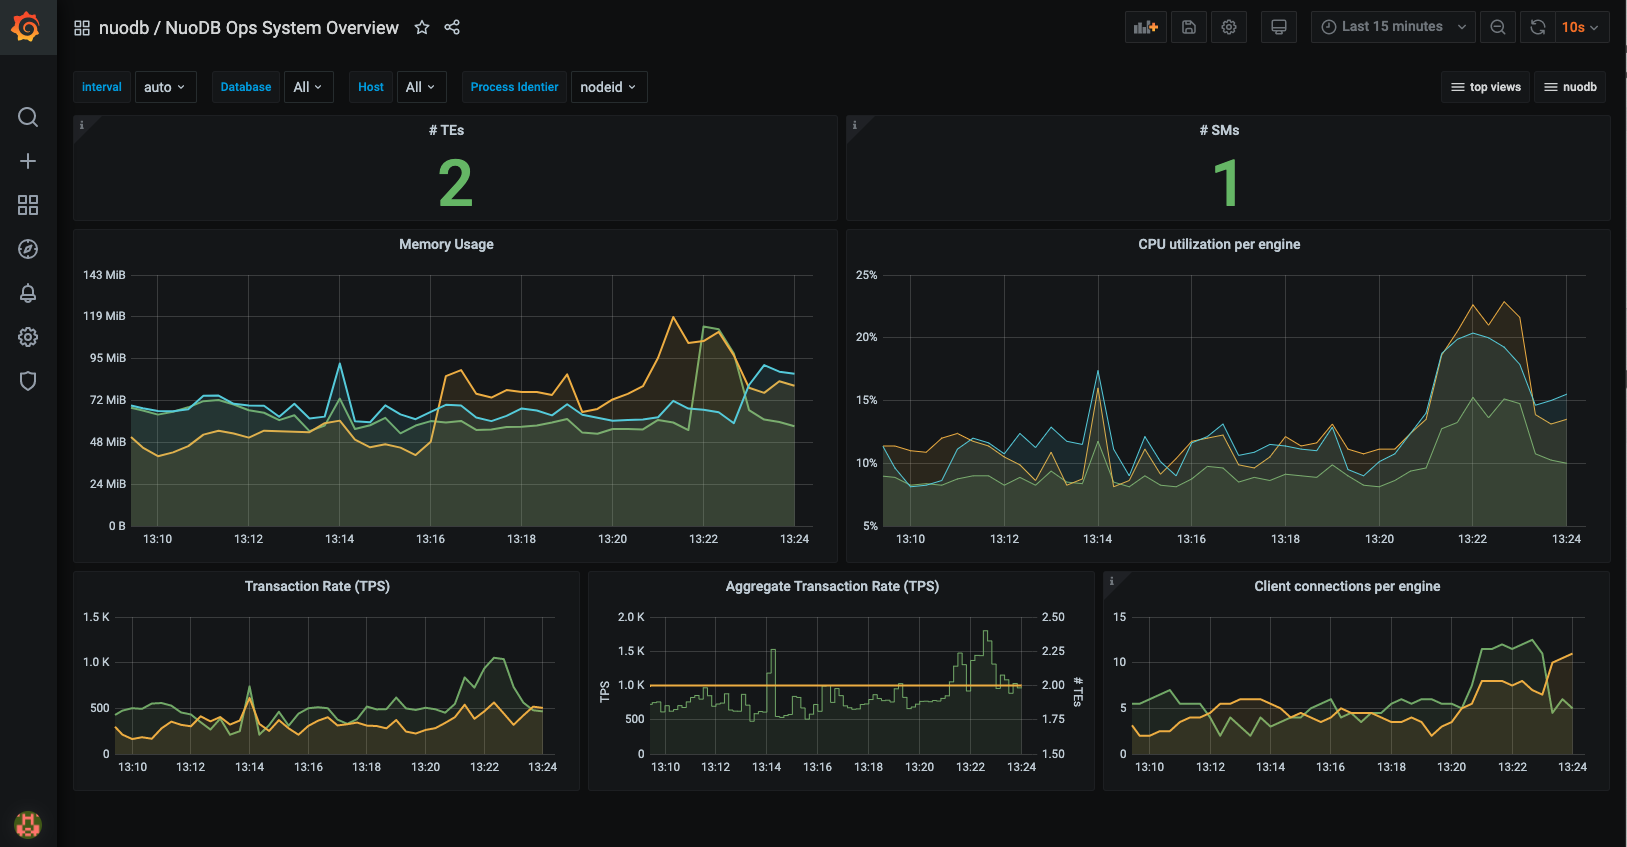 nuodb / NuoDB Ops System Overview
Last 15 minutes
10s
interval auto Database All Host All Process Identier nodeid
top views nuodb
i
# TEs
2
i
# SMs
1
Memory Usage
143 MiB
119 MiB
95 MiB
72 MiB
48 MiB
24 MiB
0 B
13:10 13:12 13:14 13:16 13:18 13:20 13:22 13:24
CPU utilization per engine
25%
20%
15%
10%
5%
13:10 13:12 13:14 13:16 13:18 13:20 13:22 13:24
Transaction Rate (TPS)
1.5 K
1.0 K
500
0
13:10 13:12 13:14 13:16 13:18 13:20 13:22 13:24
Aggregate Transaction Rate (TPS)
TPS
2.0 K
1.5 K
1.0 K
500
0
2.50
2.25
2.00
1.75
1.50
# TEs
13:10 13:12 13:14 13:16 13:18 13:20 13:22 13:24
i
Client connections per engine
15
10
5
0
13:10 13:12 13:14 13:16 13:18 13:20 13:22 13:24